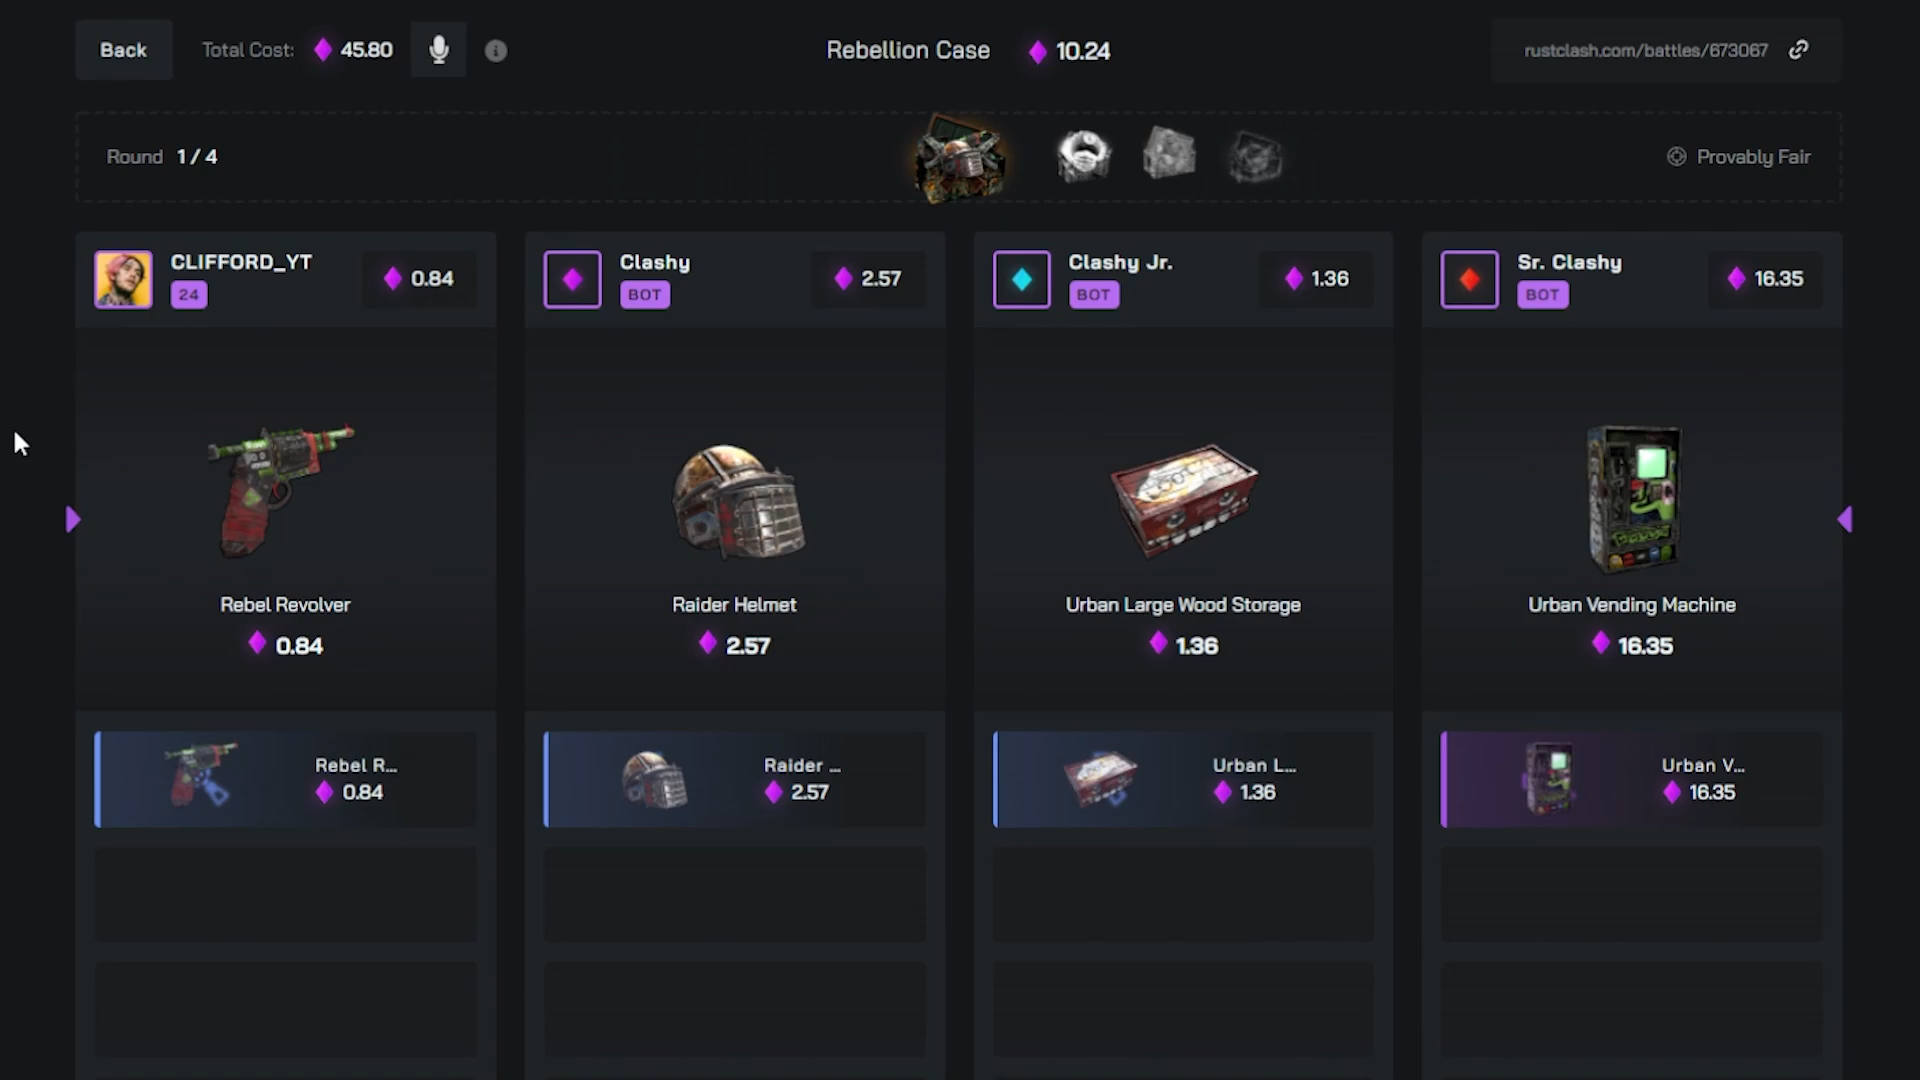 Back
Total Cost: 45.80
Rebellion Case 10.24
rustclash.com/battles/673067
Round 1 / 4
Provably Fair
CLIFFORD_YT
24
0.84
Clashy
BOT
2.57
Clashy Jr.
BOT
1.36
Sr. Clashy
BOT
16.35
Rebel Revolver
0.84
Raider Helmet
2.57
Urban Large Wood Storage
1.36
Urban Vending Machine
16.35
Rebel R...
0.84
Raider ...
2.57
Urban L...
1.36
Urban V...
16.35